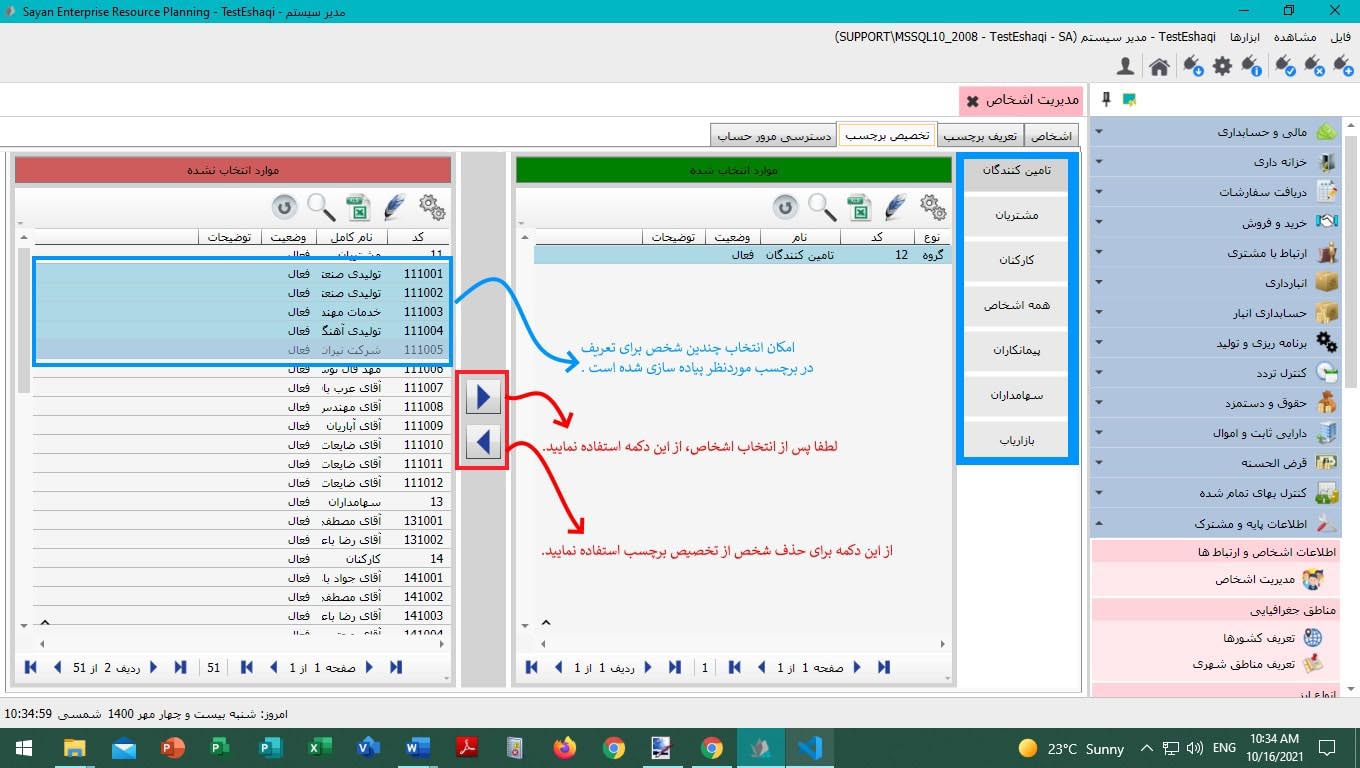 Sayan Enterprise Resource Planning - TestEshaqi - مدیر سیستم
فایل مشاهده ابزارها TestEshaqi - مدیر سیستم (SUPPORT\MSSQL10_2008 - TestEshaqi - SA)
مدیریت اشخاص
اشخاص تعریف برچسب تخصیص برچسب دسترسی مرور حساب
مالی و حسابداری
خزانه داری
دریافت سفارشات
خرید و فروش
ارتباط با مشتری
انبارداری
حسابداری انبار
برنامه ریزی و تولید
کنترل تردد
حقوق و دستمزد
دارایی ثابت و اموال
قرض الحسنه
کنترل بهای تمام شده
اطلاعات پایه و مشترک
اطلاعات اشخاص و ارتباط ها
مدیریت اشخاص
مناطق جغرافیایی
تعریف کشورها
تعریف مناطق شهری
انواع ارز
تامین کنندگان
مشتریان
کارکنان
همه اشخاص
پیمانکاران
سهامداران
بازاریاب
موارد انتخاب شده
نوع کد نام وضعیت توضیحات
گروه 12 تامین کنندگان فعال
امکان انتخاب چندین شخص برای تعریف
در برچسب موردنظر پیاده سازی شده است .
لطفا پس از انتخاب اشخاص، از این دکمه استفاده نمایید.
از این دکمه برای حذف شخص از تخصیص برچسب استفاده نمایید.
صفحه 1 از 1 1 ردیف 1 از 1
موارد انتخاب نشده
کد نام کامل وضعیت توضیحات
11 مشتریان فعال
111001 تولیدی صنعت فعال
111002 تولیدی صنعت فعال
111003 خدمات مهند فعال
111004 تولیدی آهنگ فعال
111005 شرکت نیران فعال
111006 مهد فال نوس فعال
111007 آقای عرب با فعال
111008 آقای مهندس فعال
111009 آقای آباریان فعال
111010 آقای ضایعات فعال
111011 آقای ضایعات فعال
111012 آقای ضایعات فعال
13 سهامداران فعال
131001 آقای مصطفی فعال
131002 آقای رضا باء فعال
14 کارکنان فعال
141001 آقای جواد با فعال
141002 آقای مصطفی فعال
141003 آقای رضا باء فعال
141004 آقای مجتبی فعال
صفحه 1 از 1 51 ردیف 2 از 51
امروز: شنبه بیست و چهار مهر 1400 شمسی 10:34:59
23°C Sunny ENG 10:34 AM
10/16/2021